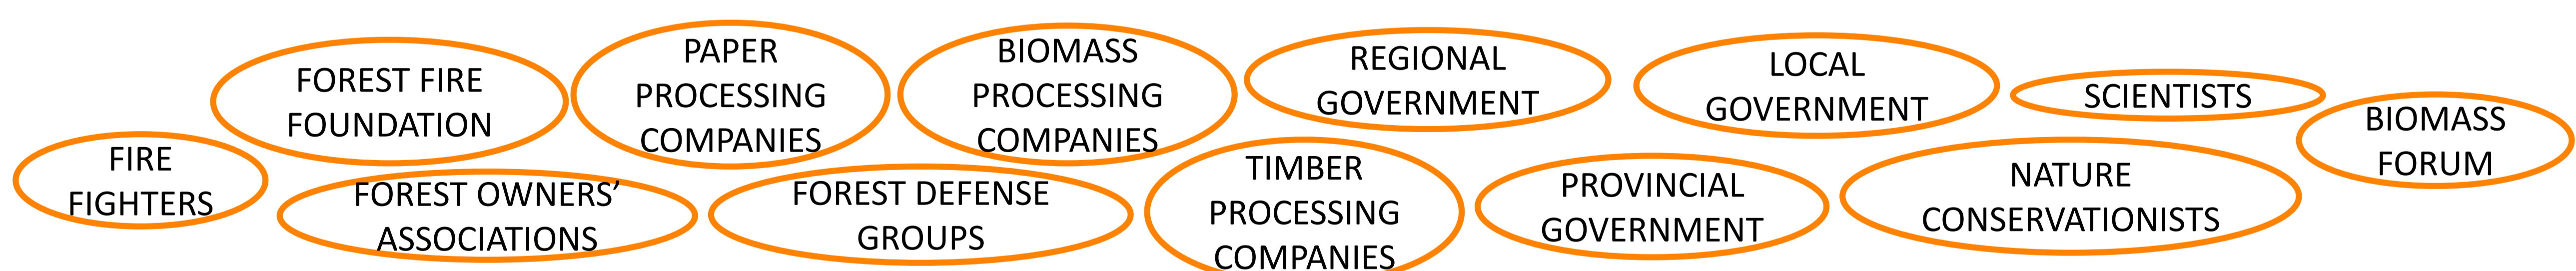 FIRE
FIGHTERS
FOREST FIRE
FOUNDATION
FOREST OWNERS’
ASSOCIATIONS
PAPER
PROCESSING
COMPANIES
FOREST DEFENSE
GROUPS
BIOMASS
PROCESSING
COMPANIES
TIMBER
PROCESSING
COMPANIES
REGIONAL
GOVERNMENT
PROVINCIAL
GOVERNMENT
LOCAL
GOVERNMENT
NATURE
CONSERVATIONISTS
SCIENTISTS
BIOMASS
FORUM